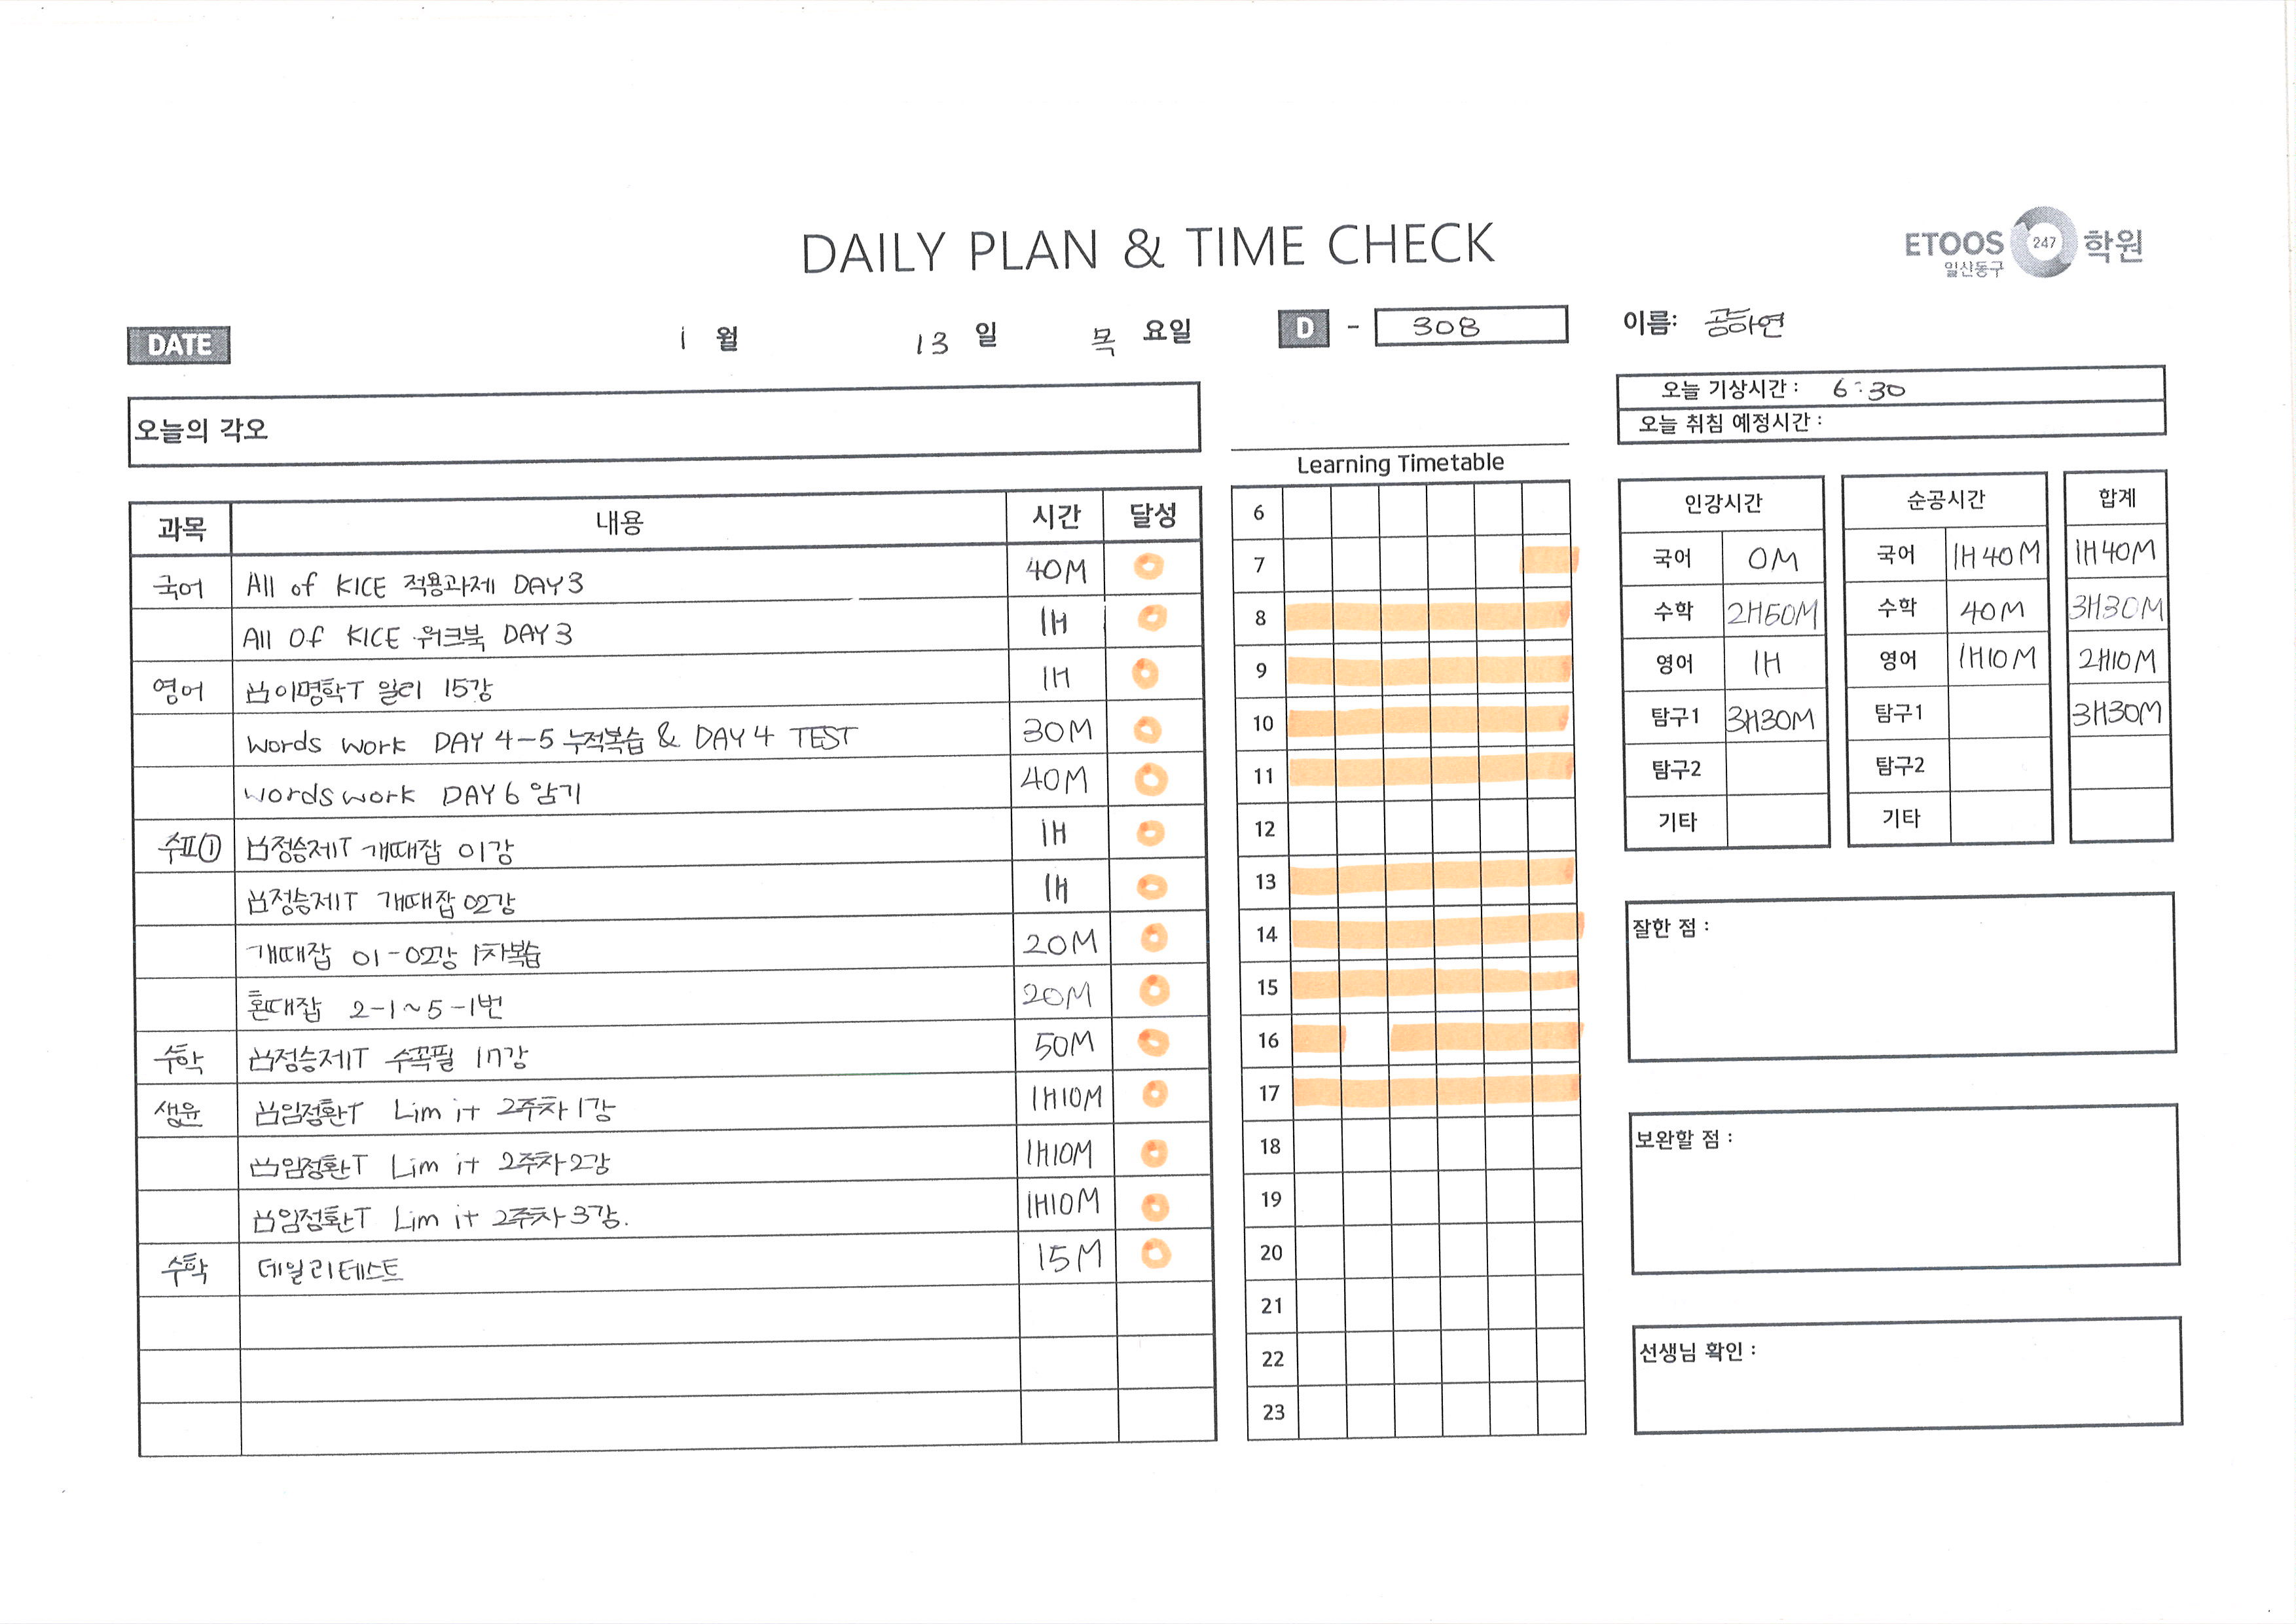 DAILY PLAN & TIME CHECK
ETOOS 247 학원
일산동구
DATE 1 월 13 일 목 요일 D - 308 이름: 공하연
오늘의 각오
오늘 기상시간 : 6:30
오늘 취침 예정시간 :
과목 내용 시간 달성
국어 All of KICE 적용과제 DAY 3 40M
All Of KICE 워크북 DAY 3 1H
영어 이명학T 일리 15강 1H
words work DAY 4-5 누적복습 & DAY 4 TEST 30M
words work DAY 6 암기 40M
수II① 정승제T 개때잡 01강 1H
정승제T 개때잡 02강 1H
개때잡 01-02강 1차복습 20M
혼때잡 2-1~5-1번 20M
수학 정승제T 수꼭필 17강 50M
생윤 임정환T Lim it 2주차 1강 1H10M
임정환T Lim it 2주차 2강 1H10M
임정환T Lim it 2주차 3강. 1H10M
수학 데일리테스트 15M
Learning Timetable
6
7
8
9
10
11
12
13
14
15
16
17
18
19
20
21
22
23
인강시간 순공시간 합계
국어 0M 국어 1H40M 1H40M
수학 2H50M 수학 40M 3H30M
영어 1H 영어 1H10M 2H10M
탐구1 3H30M 탐구1 3H30M
탐구2 탐구2
기타 기타
잘한 점 :
보완할 점 :
선생님 확인 :